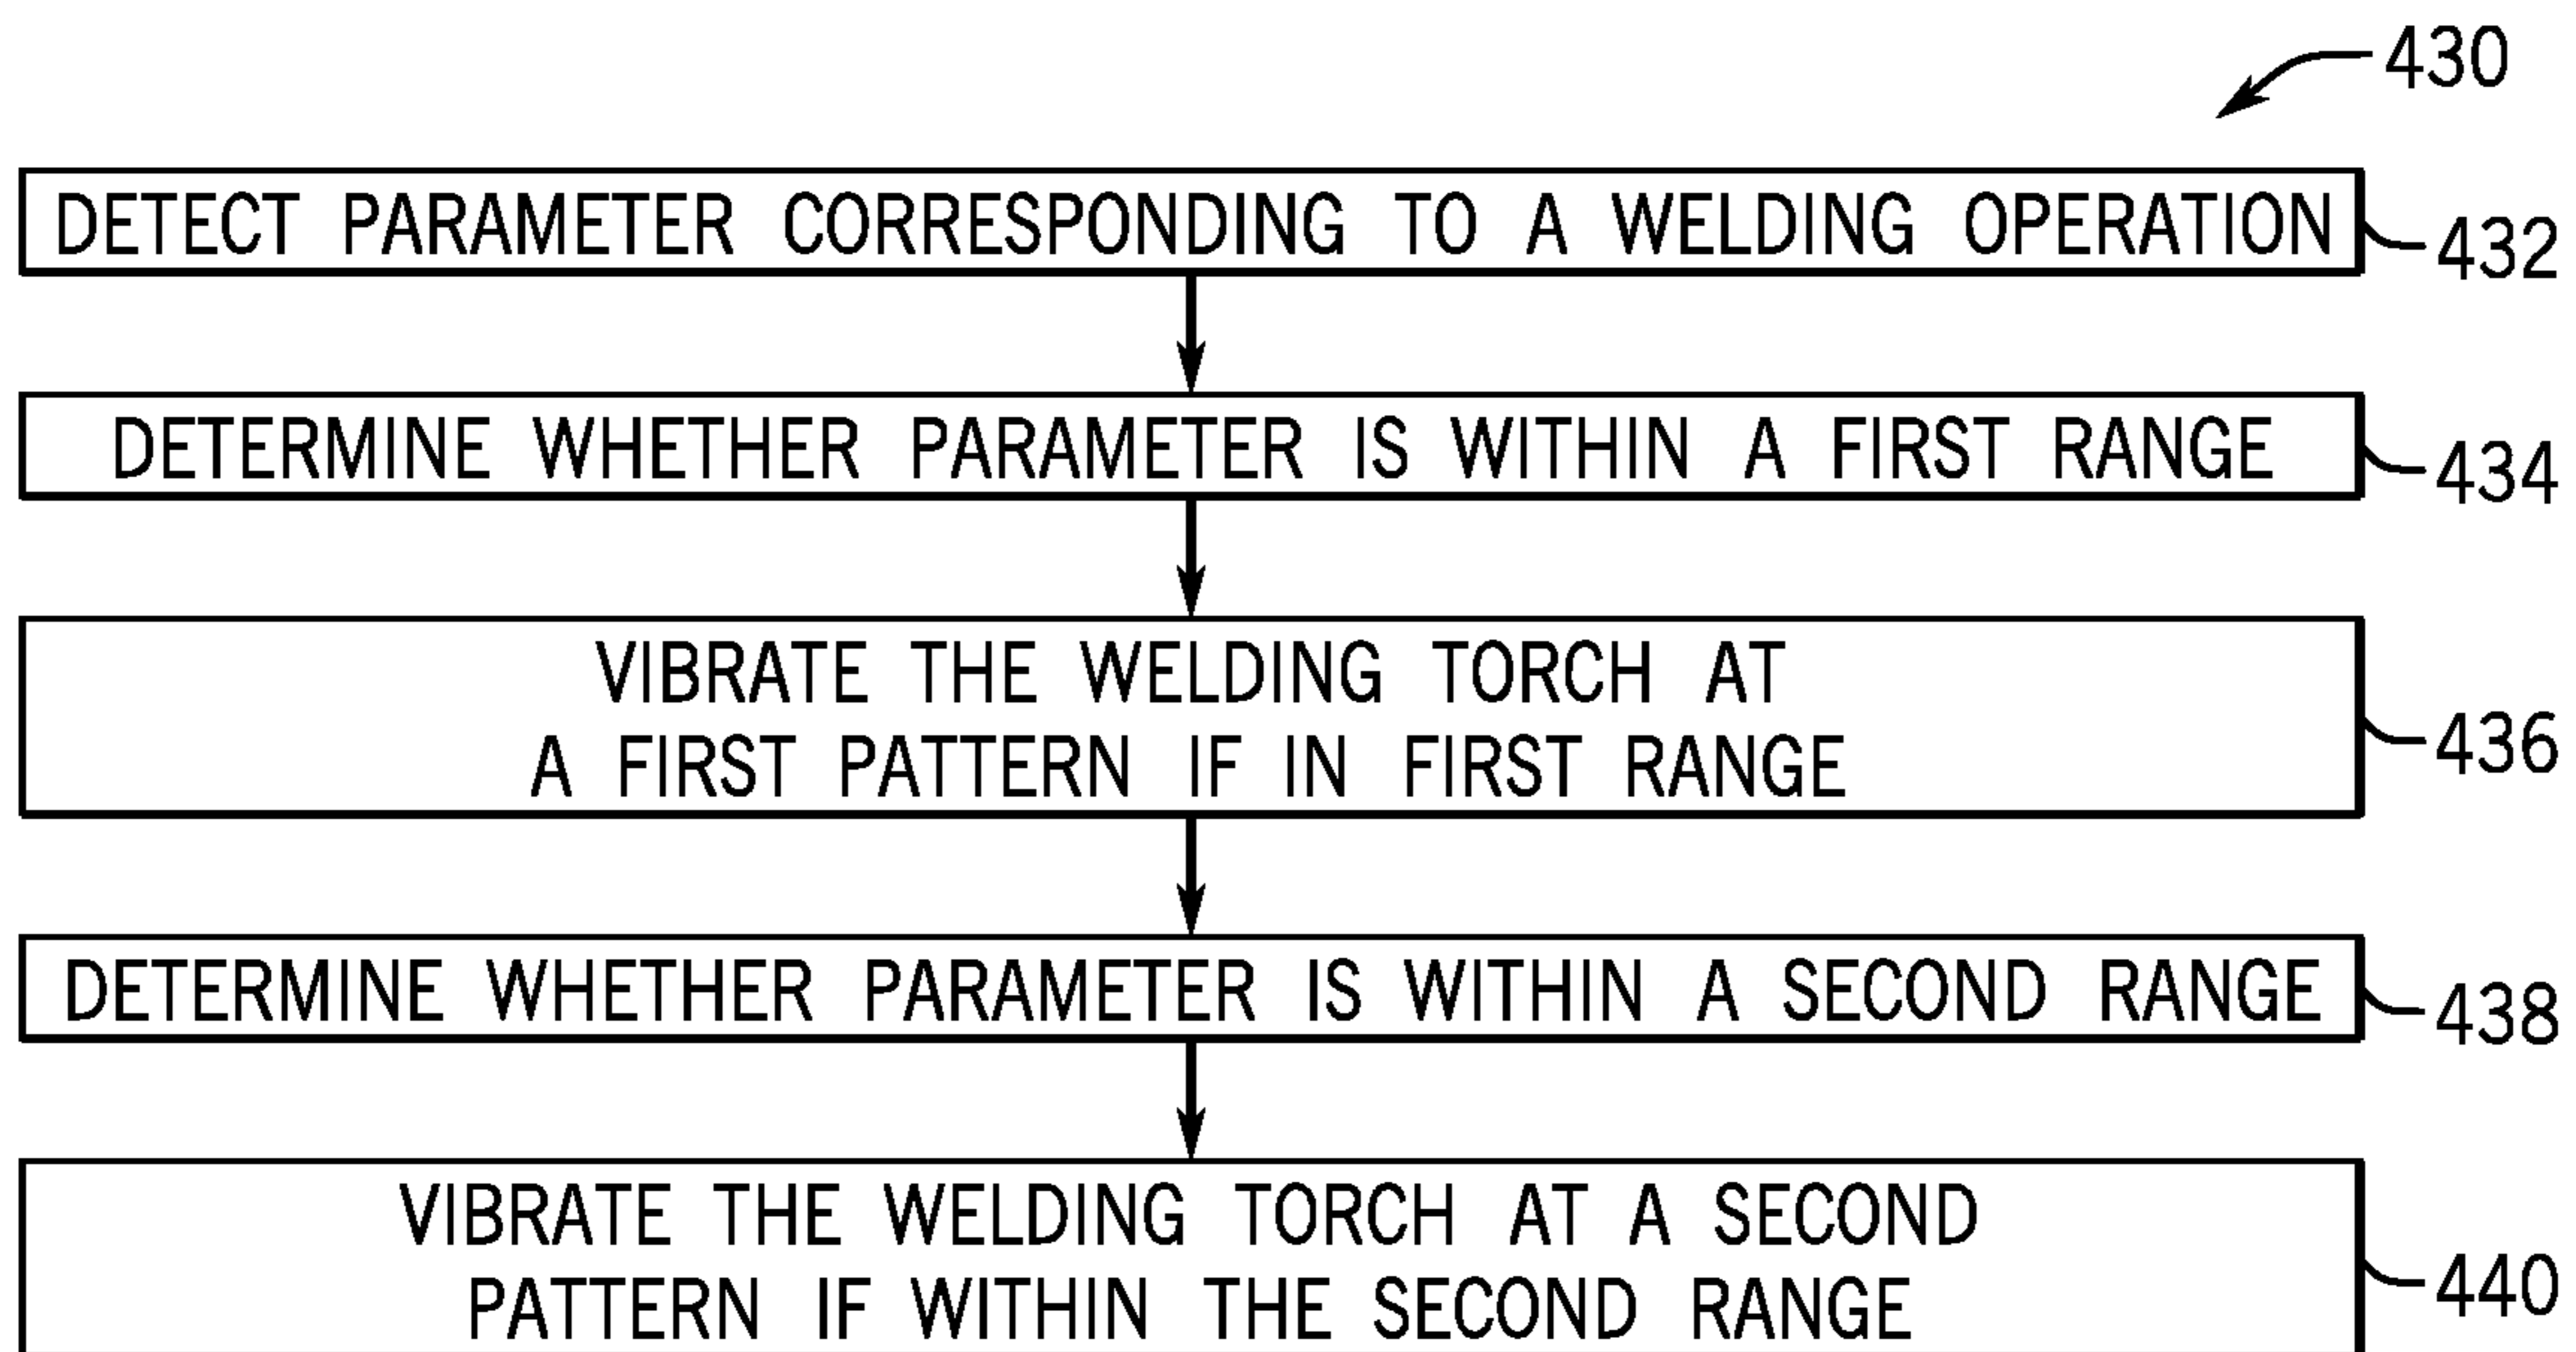 430
DETECT PARAMETER CORRESPONDING TO A WELDING OPERATION
432
DETERMINE WHETHER PARAMETER IS WITHIN A FIRST RANGE
434
VIBRATE THE WELDING TORCH AT
A FIRST PATTERN IF IN FIRST RANGE
436
DETERMINE WHETHER PARAMETER IS WITHIN A SECOND RANGE
438
VIBRATE THE WELDING TORCH AT A SECOND
PATTERN IF WITHIN THE SECOND RANGE
440